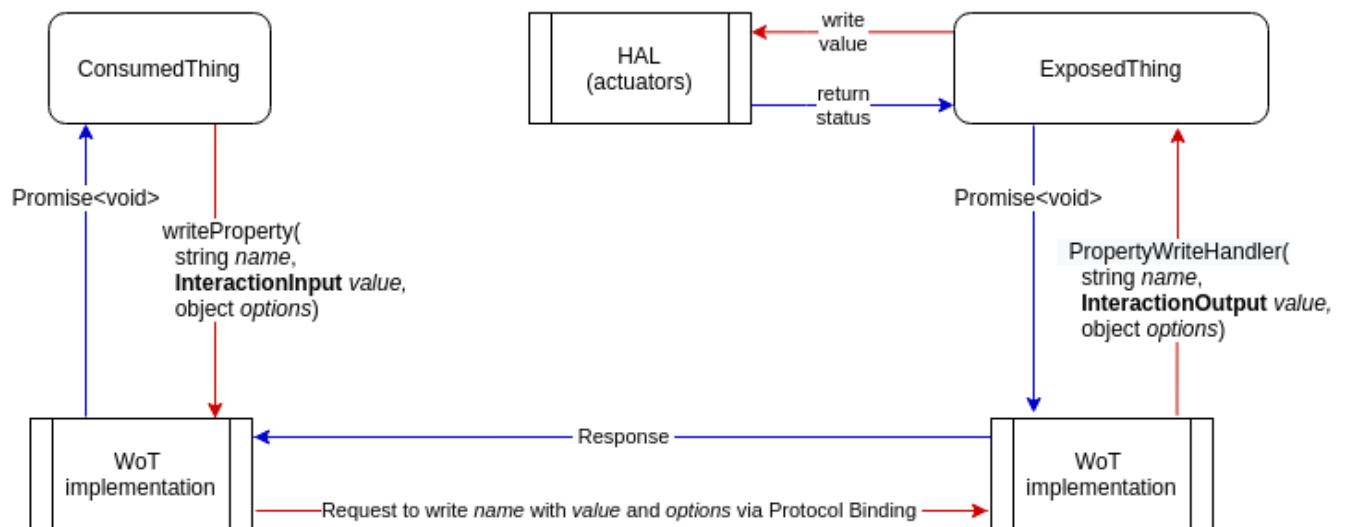 ConsumedThing
HAL
(actuators)
write
value
return
status
ExposedThing
Promise<void>
writeProperty(
string name,
InteractionInput value,
object options)
Promise<void>
PropertyWriteHandler(
string name,
InteractionOutput value,
object options)
WoT
implementation
Response
Request to write name with value and options via Protocol Binding
WoT
implementation